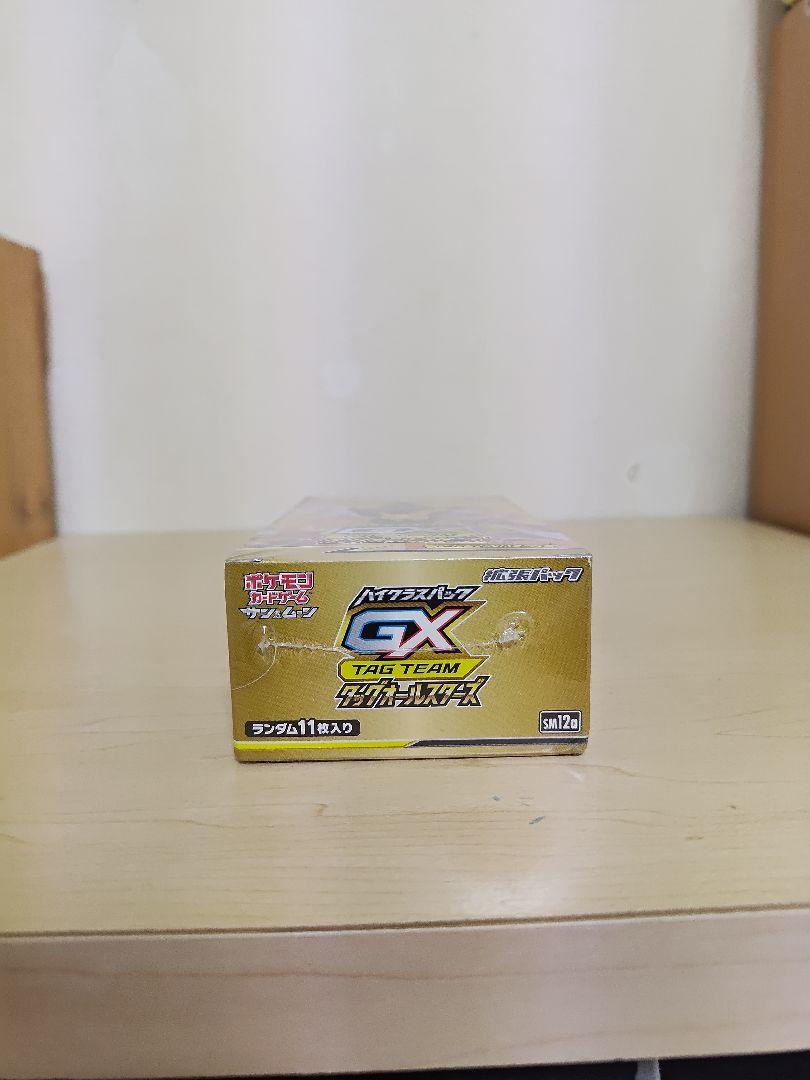 ポケモン
カードゲーム
サン&ムーン
拡張パック
ハイクラスパック
GX
TAG TEAM
タッグオールスターズ
ランダム11枚入り
SM12a